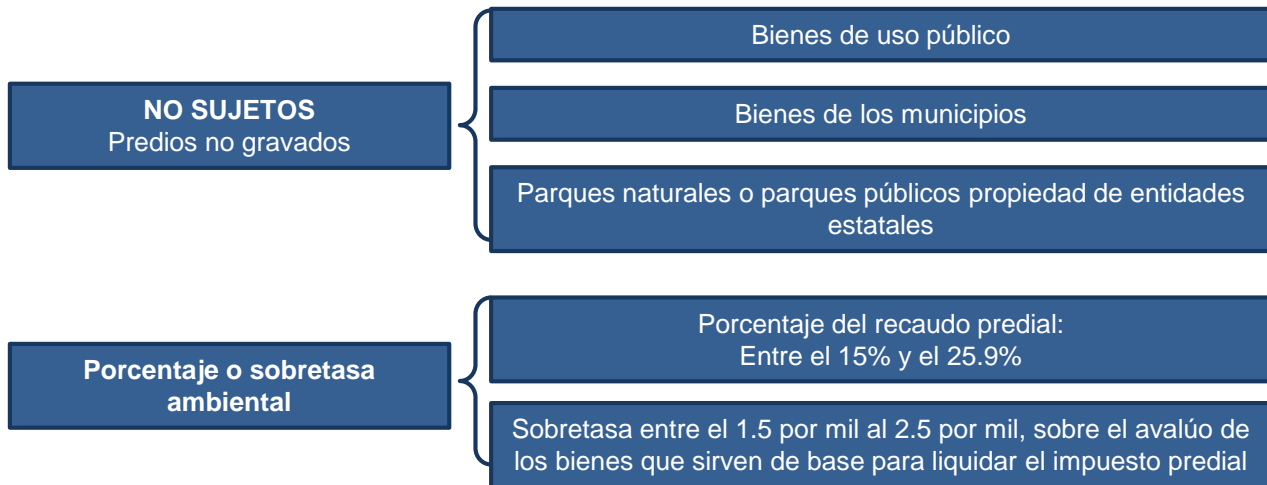 NO SUJETOS
Predios no gravados
Bienes de uso público
Bienes de los municipios
Parques naturales o parques públicos propiedad de entidades
estatales
Porcentaje o sobretasa
ambiental
Porcentaje del recaudo predial:
Entre el 15% y el 25.9%
Sobretasa entre el 1.5 por mil al 2.5 por mil, sobre el avalúo de
los bienes que sirven de base para liquidar el impuesto predial